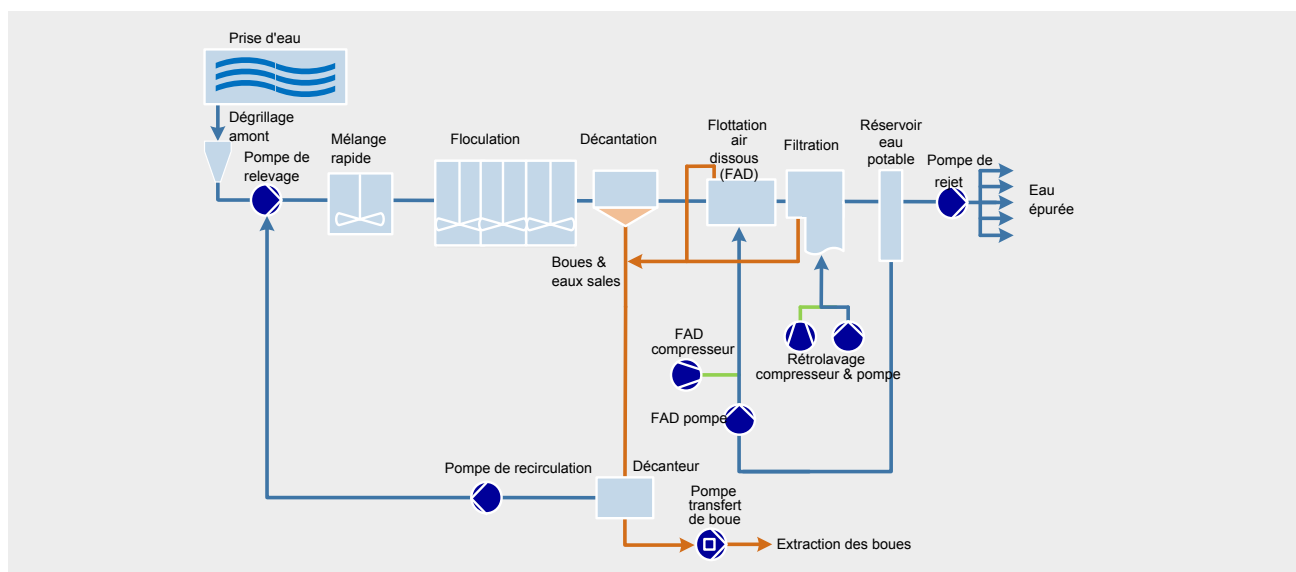 Prise d'eau
Dégrillage
amont
Pompe de
relevage
Mélange
rapide
Floculation
Décantation
Flottation
air
dissous
(FAD)
Filtration
Réservoir
eau
potable
Pompe de
rejet
Eau
épurée
Boues &
eaux sales
FAD
compresseur
Rétrolavage
compresseur & pompe
FAD pompe
Pompe de recirculation
Décanteur
Pompe
transfert
de boue
Extraction des boues